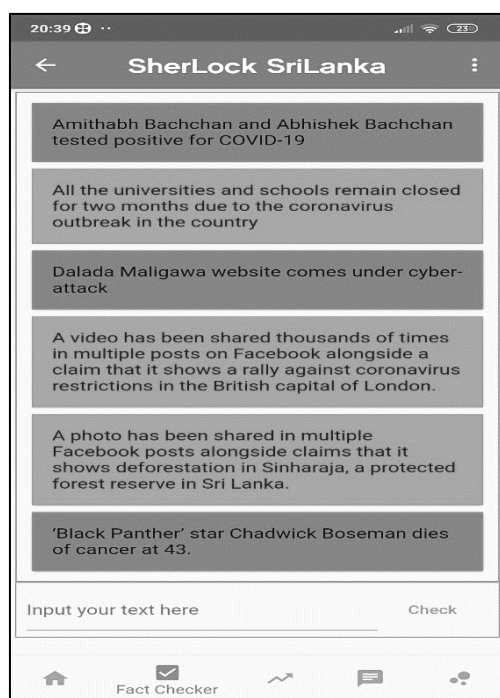 20:39
23
SherLock SriLanka
Amithabh Bachchan and Abhishek Bachchan
tested positive for COVID-19
All the universities and schools remain closed
for two months due to the coronavirus
outbreak in the country
Dalada Maligawa website comes under cyber-
attack
A video has been shared thousands of times
in multiple posts on Facebook alongside a
claim that it shows a rally against coronavirus
restrictions in the British capital of London.
A photo has been shared in multiple
Facebook posts alongside claims that it
shows deforestation in Sinharaja, a protected
forest reserve in Sri Lanka.
‘Black Panther’ star Chadwick Boseman dies
of cancer at 43.
Input your text here
Check
Fact Checker